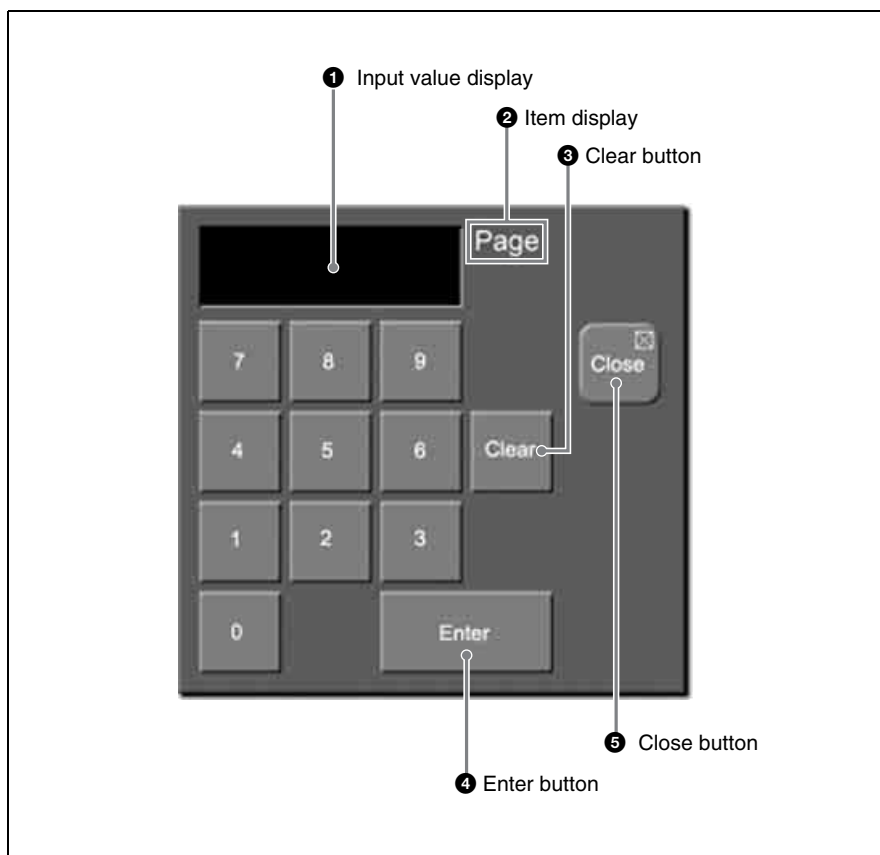 ❶ Input value display
❷ Item display
❸ Clear button
Page
7 8 9
Close
4 5 6 Clear
1 2 3
0 Enter
❺ Close button
❹ Enter button